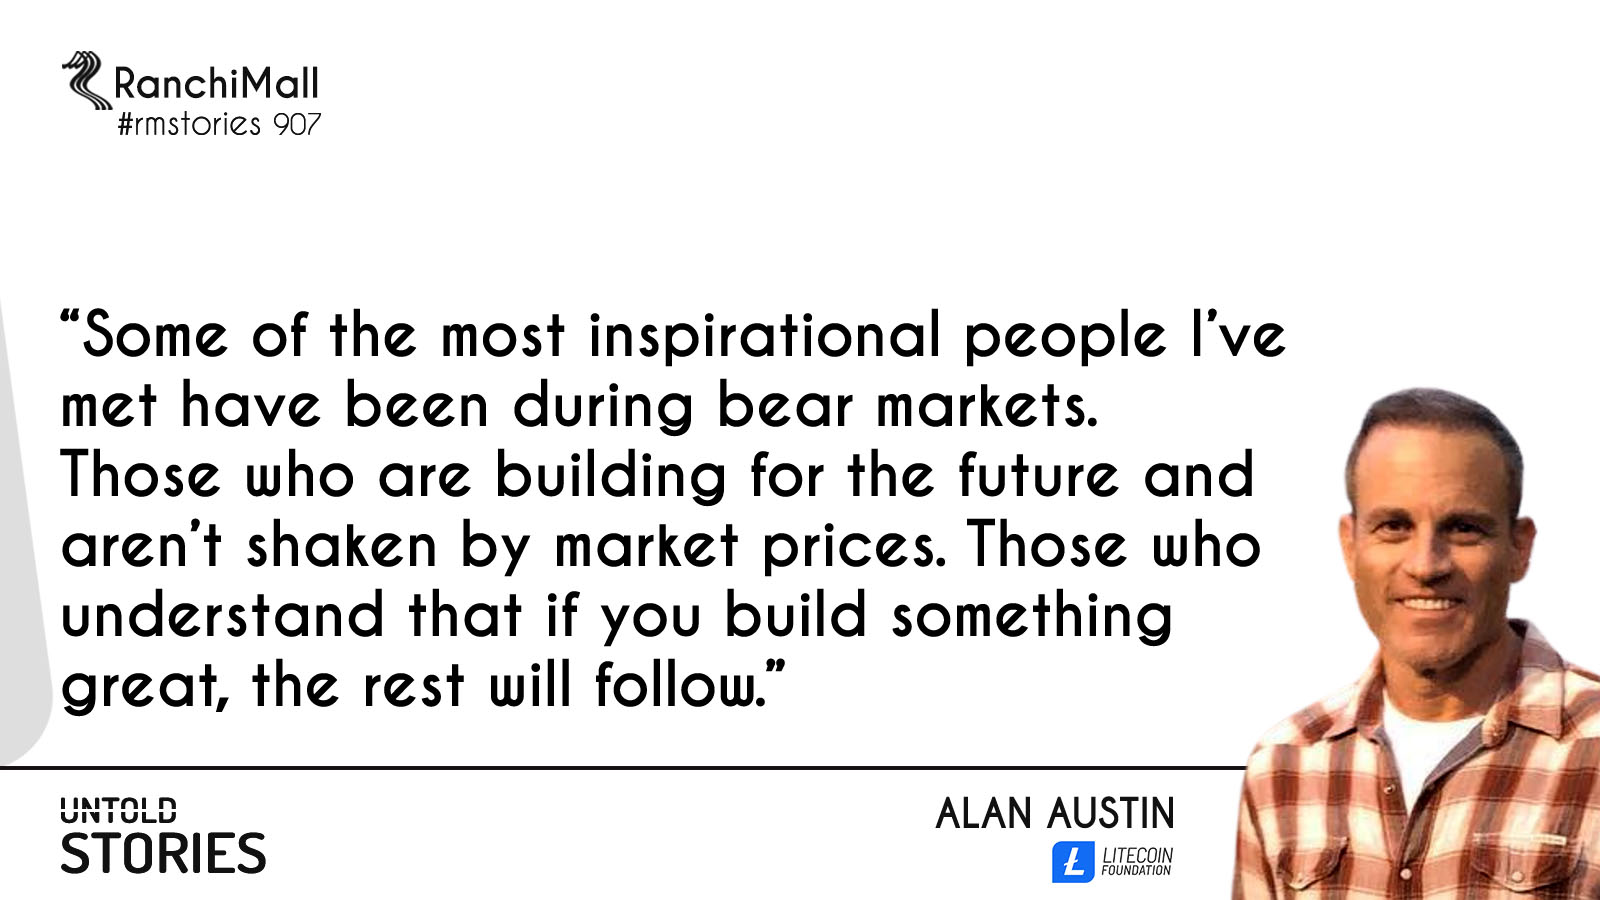 RanchiMall
#rmstories 907
“Some of the most inspirational people I’ve
met have been during bear markets.
Those who are building for the future and
aren’t shaken by market prices. Those who
understand that if you build something
great, the rest will follow.”
UNTOLD
STORIES
ALAN AUSTIN
LITECOIN
FOUNDATION